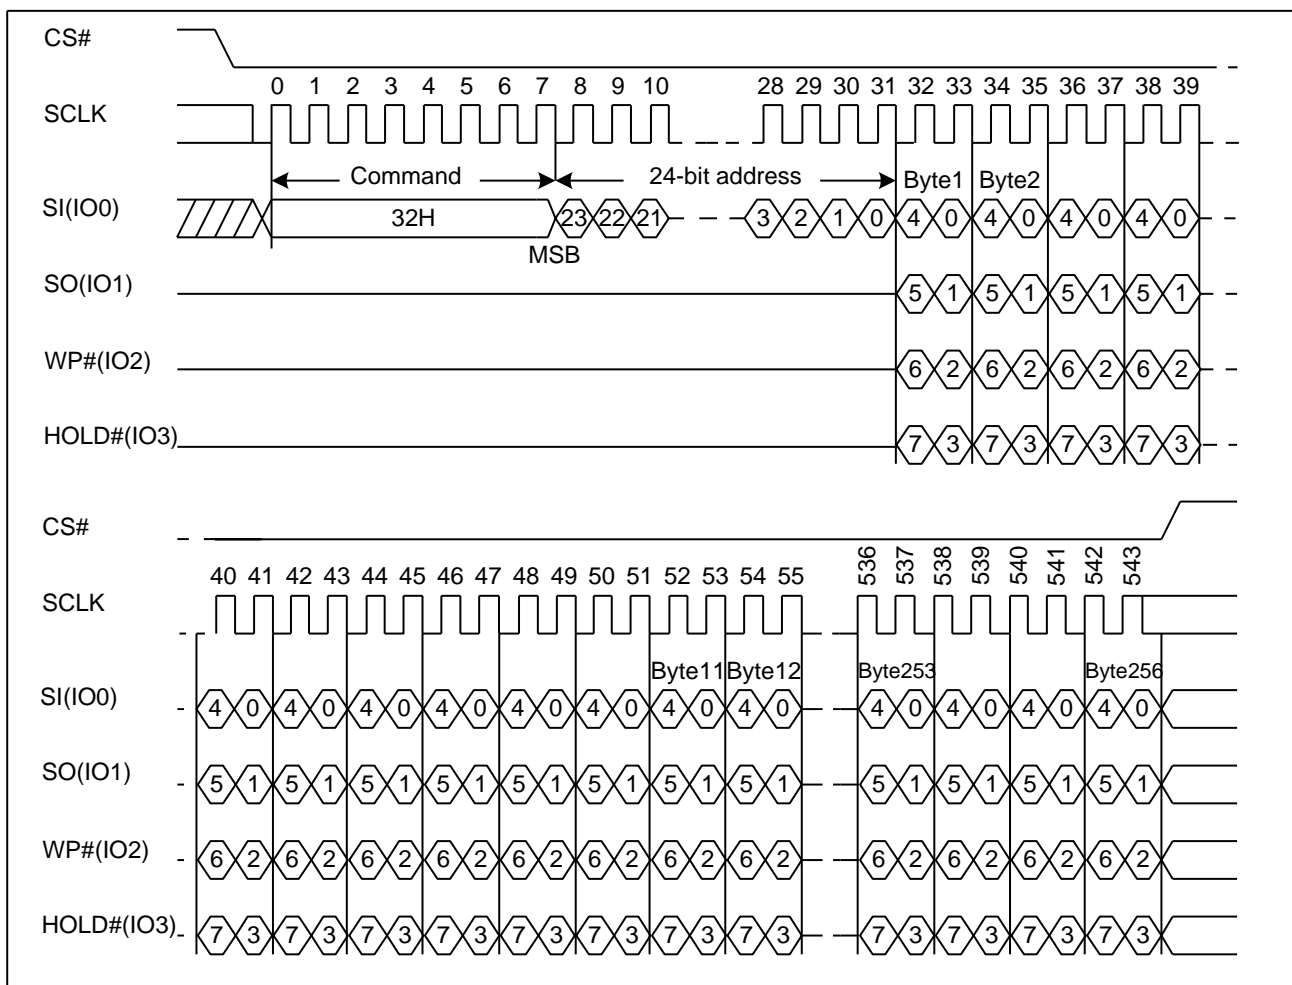 CS#
0 1 2 3 4 5 6 7 8 9 10 28 29 30 31 32 33 34 35 36 37 38 39
SCLK
Command 24-bit address Byte1 Byte2
SI(IO0) 32H 23 22 21 3 2 1 0 4 0 4 0 4 0 4 0
MSB
SO(IO1) 5 1 5 1 5 1 5 1
WP#(IO2) 6 2 6 2 6 2 6 2
HOLD#(IO3) 7 3 7 3 7 3 7 3
CS#
40 41 42 43 44 45 46 47 48 49 50 51 52 53 54 55 536 537 538 539 540 541 542 543
SCLK
Byte11 Byte12 Byte253 Byte256
SI(IO0) 4 0 4 0 4 0 4 0 4 0 4 0 4 0 4 0 4 0 4 0 4 0 4 0
SO(IO1) 5 1 5 1 5 1 5 1 5 1 5 1 5 1 5 1 5 1 5 1 5 1 5 1
WP#(IO2) 6 2 6 2 6 2 6 2 6 2 6 2 6 2 6 2 6 2 6 2 6 2 6 2
HOLD#(IO3) 7 3 7 3 7 3 7 3 7 3 7 3 7 3 7 3 7 3 7 3 7 3 7 3